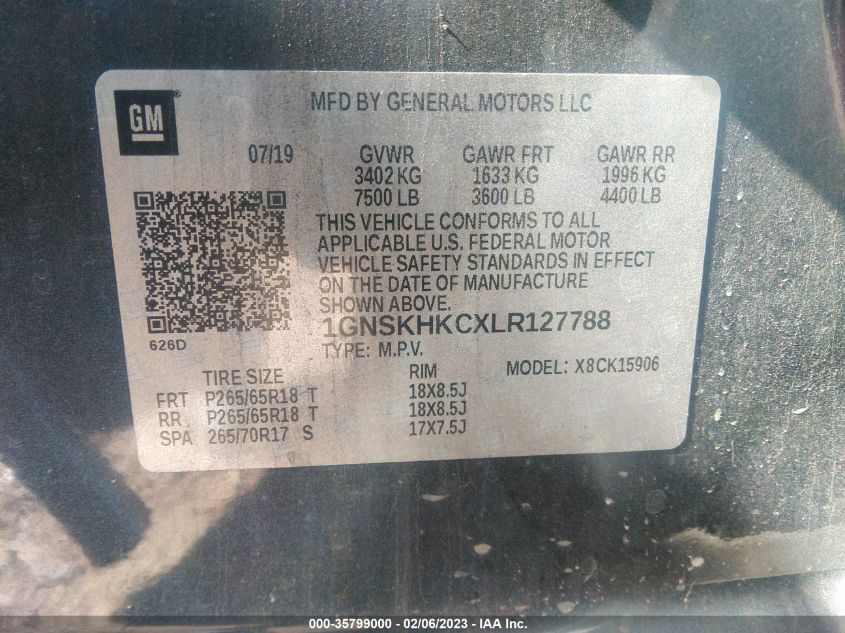 GM®
MFD BY GENERAL MOTORS LLC
07/19 GVWR GAWR FRT GAWR RR
3402 KG 1633 KG 1996 KG
7500 LB 3600 LB 4400 LB
THIS VEHICLE CONFORMS TO ALL
APPLICABLE U.S. FEDERAL MOTOR
VEHICLE SAFETY STANDARDS IN EFFECT
ON THE DATE OF MANUFACTURE
SHOWN ABOVE.
626D
1GNSKHKCXLR127788
TYPE: M.P.V.
MODEL: X8CK15906
TIRE SIZE RIM
FRT P265/65R18 T 18X8.5J
RR P265/65R18 T 18X8.5J
SPA 265/70R17 S 17X7.5J
000-35799000 - 02/06/2023 - © IAA Inc.